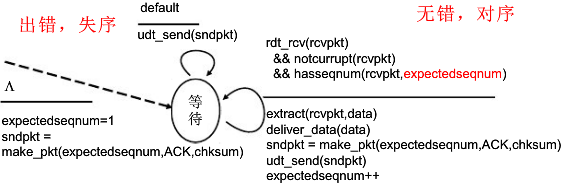 出错，失序
default
udt_send(sndpkt)
无错，对序
rdt_rcv(rcvpkt)
&& notcurrupt(rcvpkt)
&& hasseqnum(rcvpkt,expectedseqnum)
Λ
等待
expectedseqnum=1
sndpkt =
make_pkt(expectedseqnum,ACK,chksum)
extract(rcvpkt,data)
deliver_data(data)
sndpkt = make_pkt(expectedseqnum,ACK,chksum)
udt_send(sndpkt)
expectedseqnum++